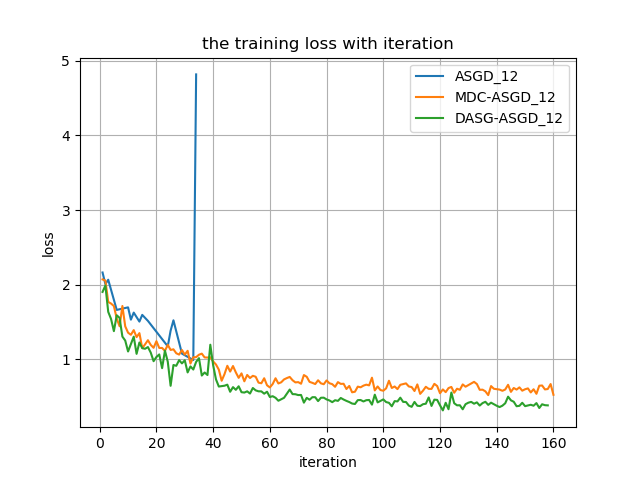 the training loss with iteration
ASGD_12
MDC-ASGD_12
DASG-ASGD_12
loss
5
4
3
2
1
0 20 40 60 80 100 120 140 160
iteration